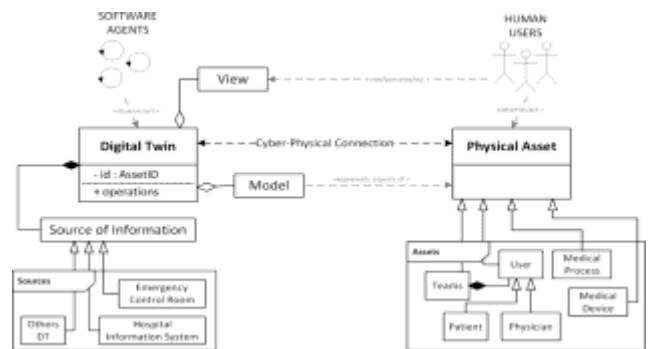 SOFTWARE
AGENTS
HUMAN
USERS
View
Digital Twin
Cyber-Physical Connection
Physical Asset
- id : AssetID
+ operations
Model
Source of Information
Sources
Emergency
Control Room
Others
DT
Hospital
Information System
Assets
User
Medical
Process
Teams
Medical
Device
Patient
Physician